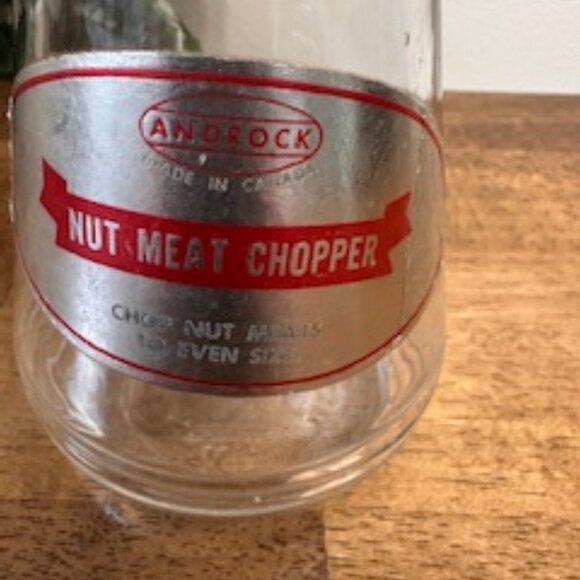 ANDROCK
MADE IN CANADA
NUT MEAT CHOPPER
CHOP NUT MEATS
TO EVEN SIZE